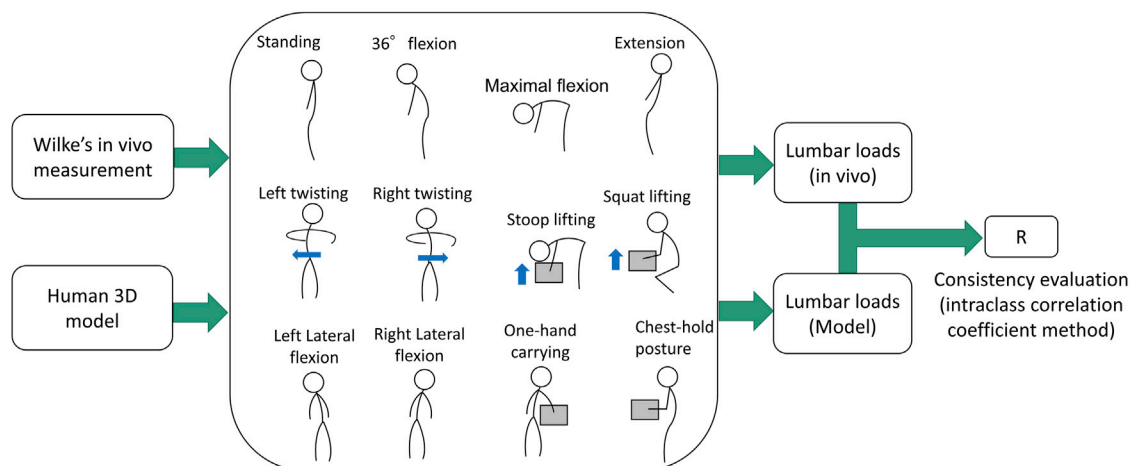 Standing
36° flexion
Maximal flexion
Extension
Wilke's in vivo
measurement
Lumbar loads
(in vivo)
Left twisting
Right twisting
Stoop lifting
Squat lifting
R
Human 3D
model
Lumbar loads
(Model)
Consistency evaluation
(intraclass correlation
coefficient method)
Left Lateral
flexion
Right Lateral
flexion
One-hand
carrying
Chest-hold
posture